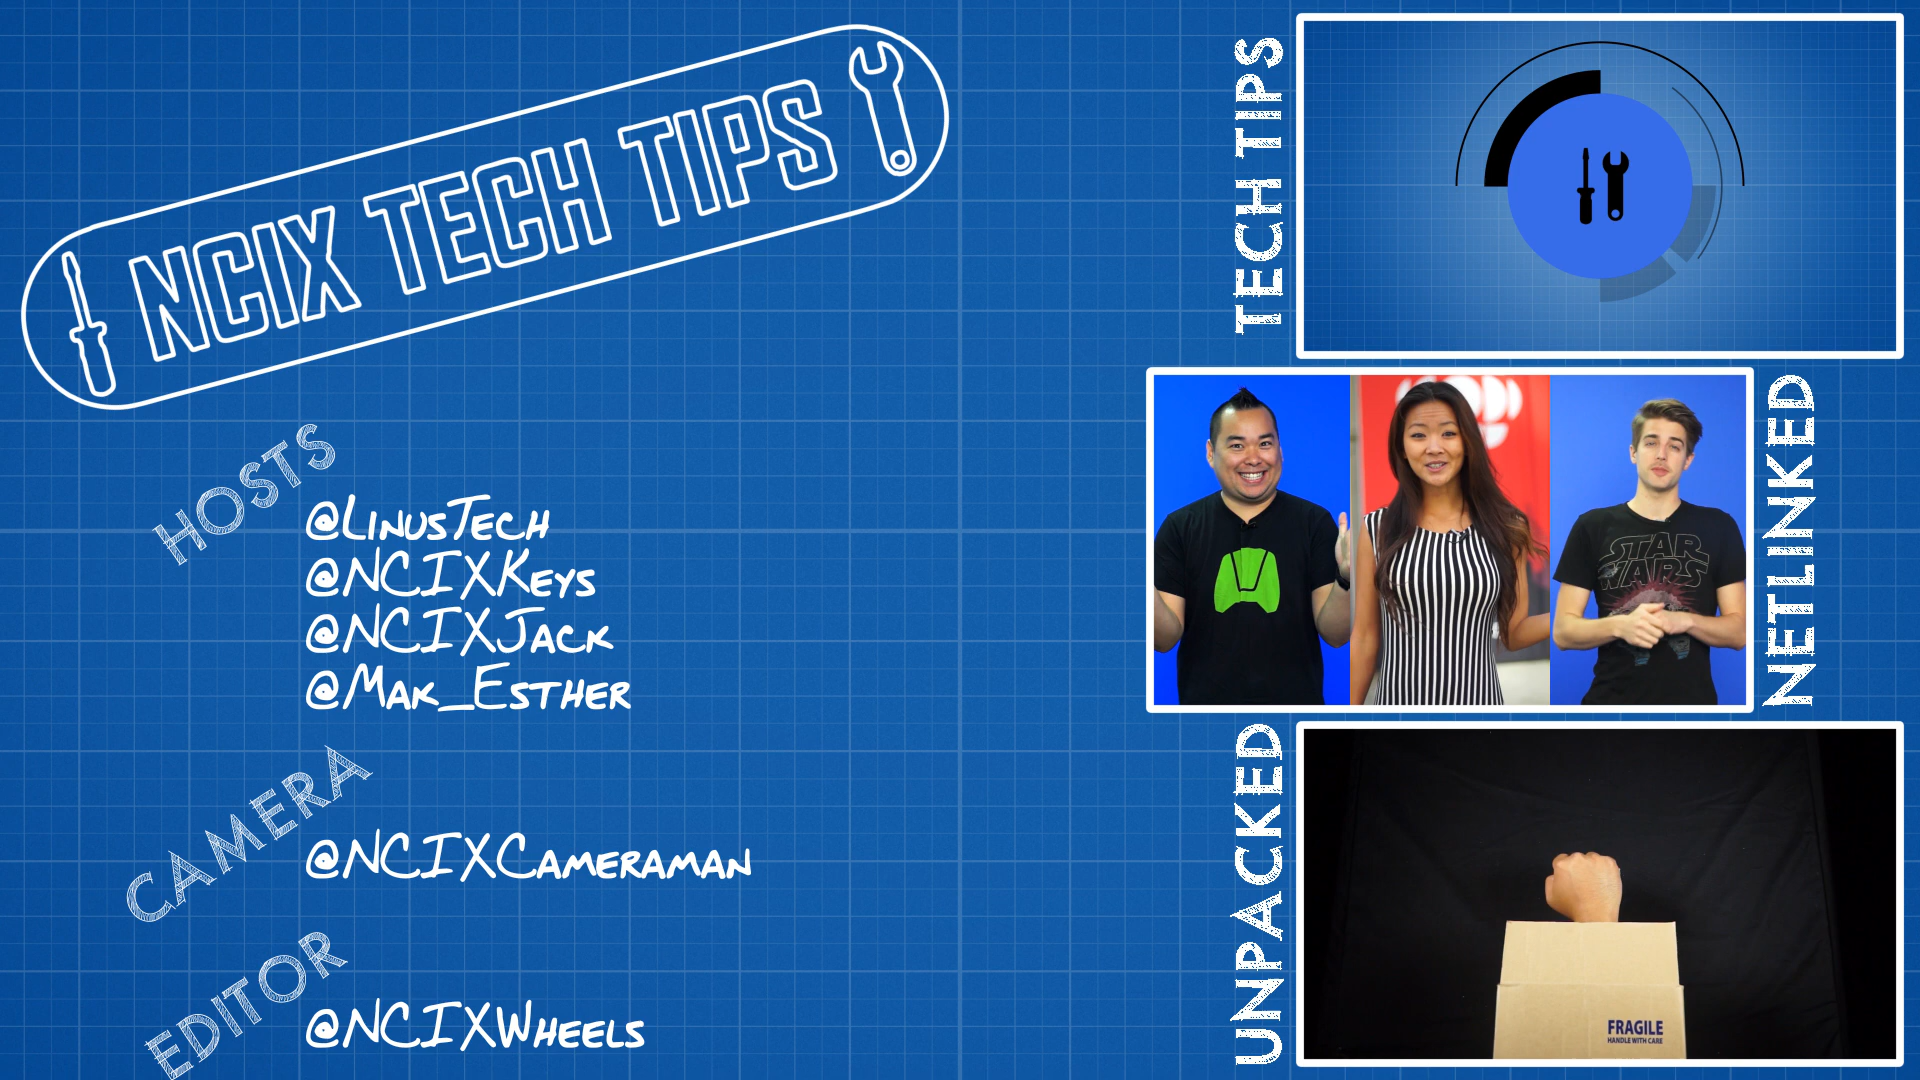 NCIX TECH TIPS
HOSTS
@LinusTech
@NCIXKeys
@NCIXJack
@Mak_Esther
CAMERA
@NCIXCameraman
EDITOR
@NCIXWheels
TECH TIPS
NETLINKED
STAR
WARS
UNPACKED
FRAGILE
HANDLE WITH CARE